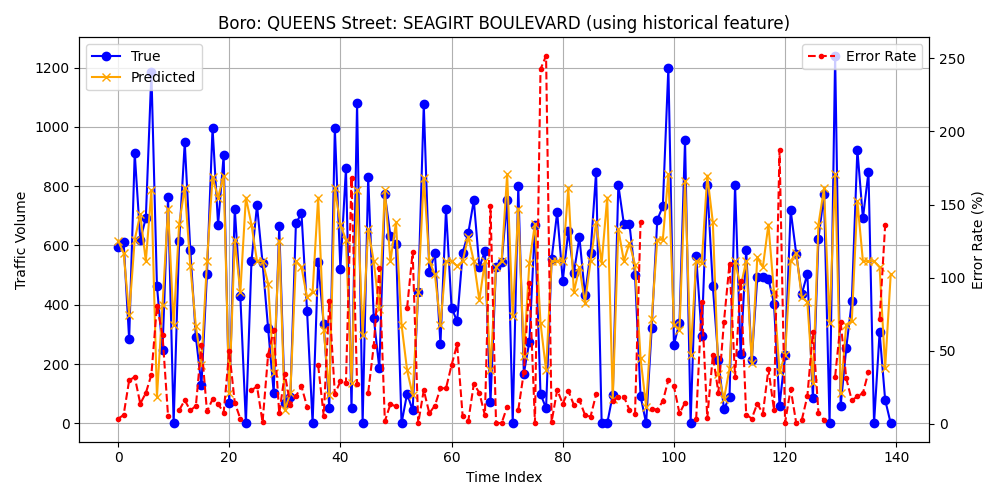 Boro: QUEENS Street: SEAGIRT BOULEVARD (using historical feature)
True
Predicted
Error Rate
Traffic Volume
1200
1000
800
600
400
200
0
250
200
150
100
50
0
Error Rate (%)
0 20 40 60 80 100 120 140
Time Index